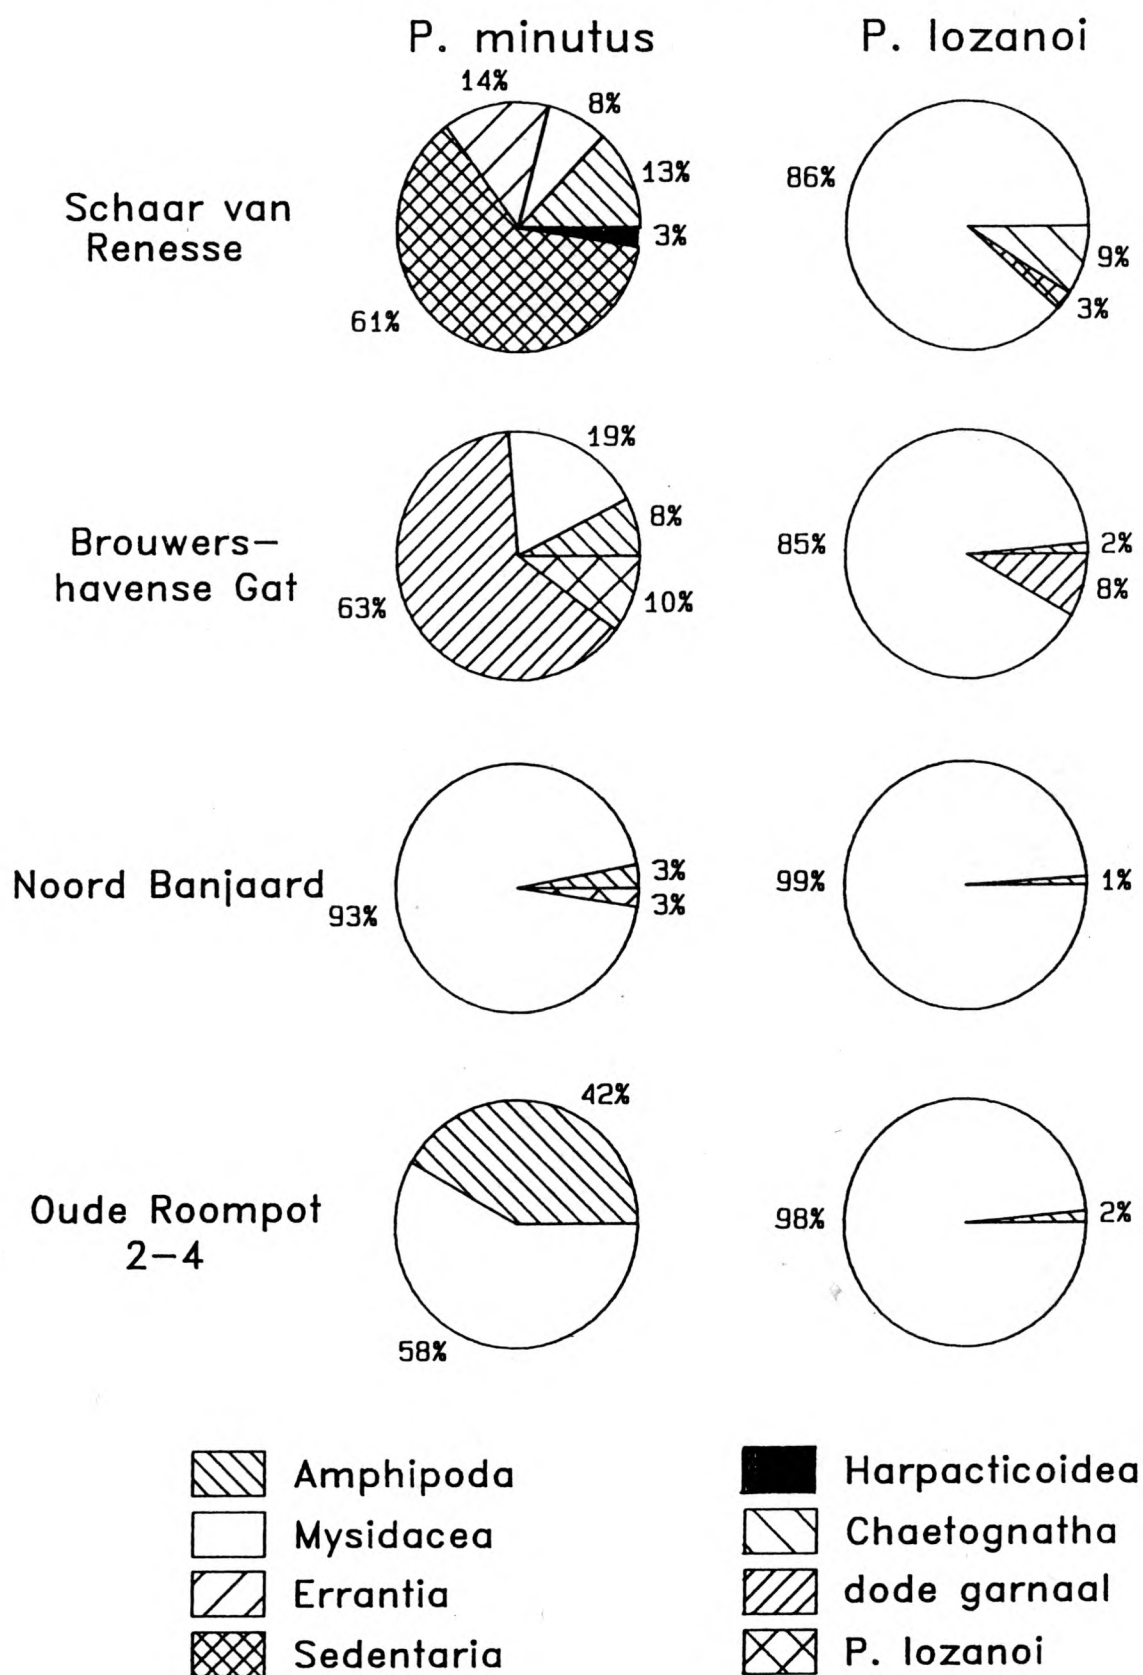 P. minutus
P. lozanoi
Schaar van
Renesse
14%
8%
13%
3%
61%
86%
9%
3%
Brouwers-
havense Gat
19%
8%
10%
63%
85%
2%
8%
Noord Banjaard
93%
3%
3%
99%
1%
Oude Roompot
2-4
42%
58%
98%
2%
Amphipoda
Mysidacea
Errantia
Sedentaria
Harpacticoidea
Chaetognatha
dode garnaal
P. lozanoi